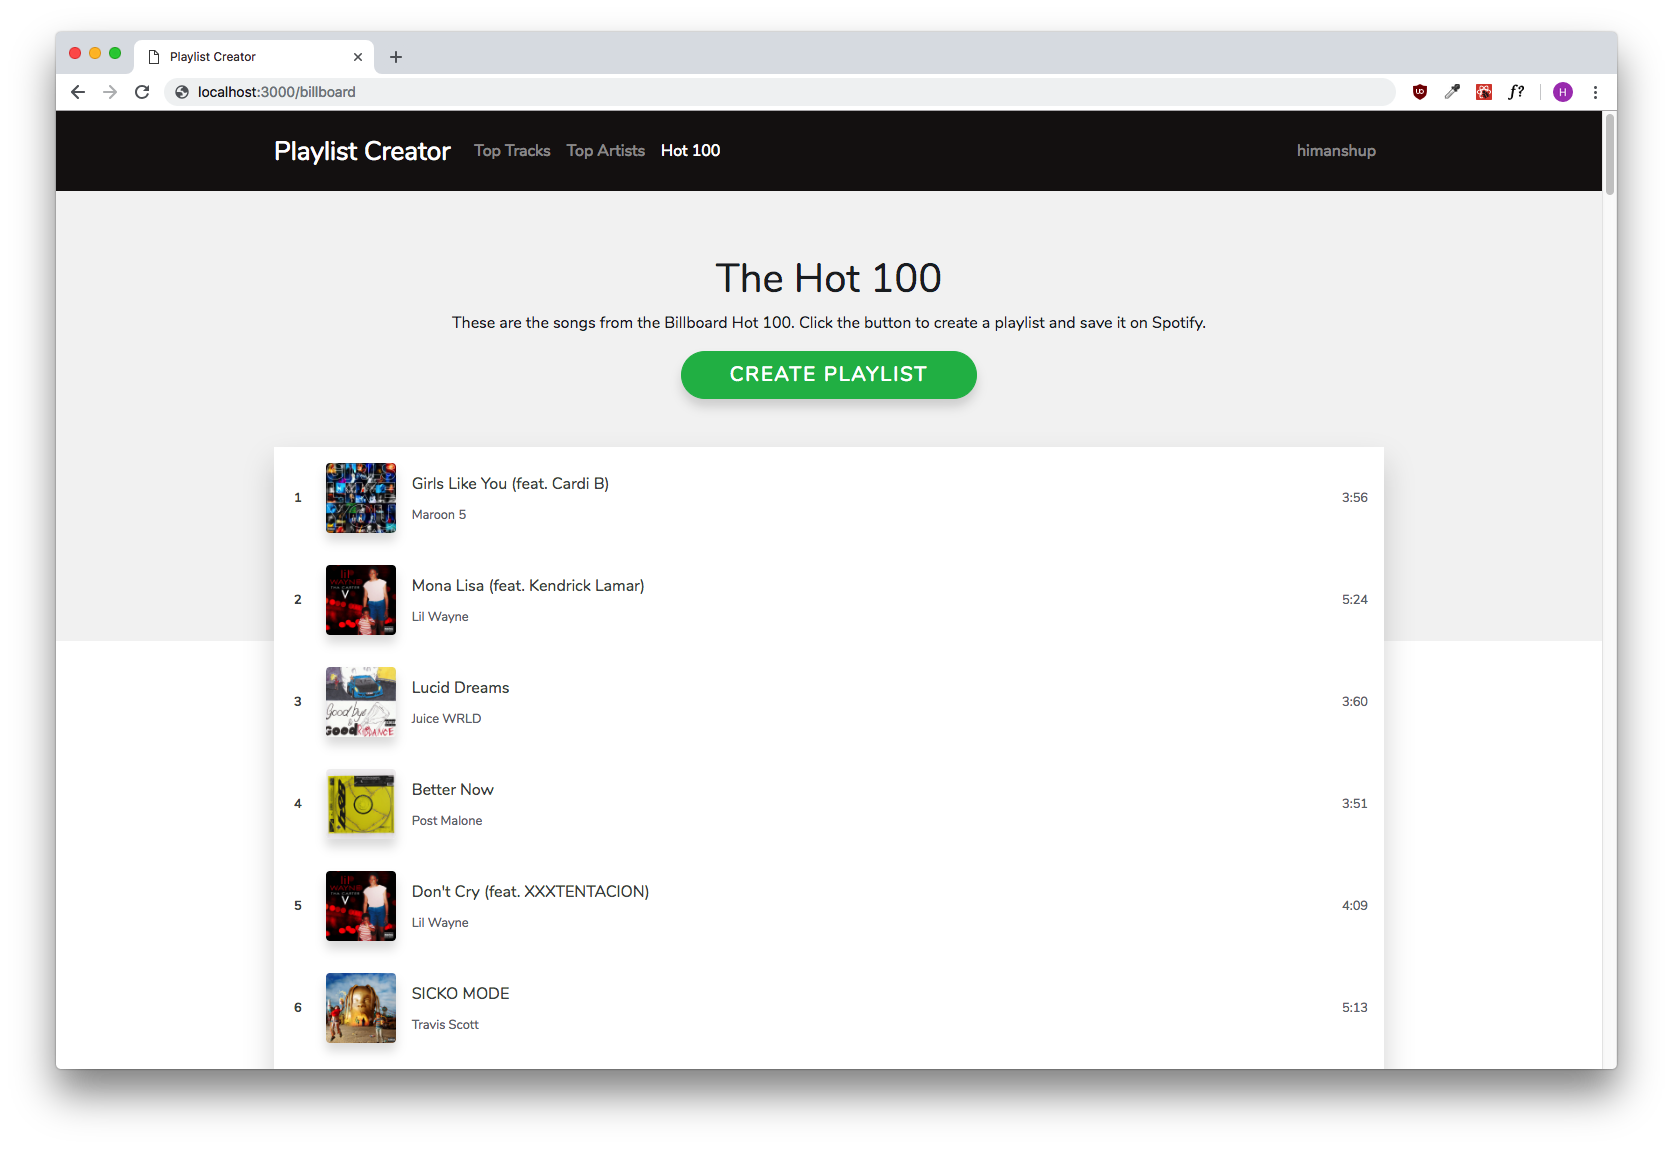 Playlist Creator
localhost:3000/billboard
f?
H
Playlist Creator Top Tracks Top Artists Hot 100 himanshup
The Hot 100
These are the songs from the Billboard Hot 100. Click the button to create a playlist and save it on Spotify.
CREATE PLAYLIST
1 Girls Like You (feat. Cardi B) 3:56
Maroon 5
2 Mona Lisa (feat. Kendrick Lamar) 5:24
Lil Wayne
3 Lucid Dreams 3:60
Juice WRLD
4 Better Now 3:51
Post Malone
5 Don't Cry (feat. XXXTENTACION) 4:09
Lil Wayne
6 SICKO MODE 5:13
Travis Scott